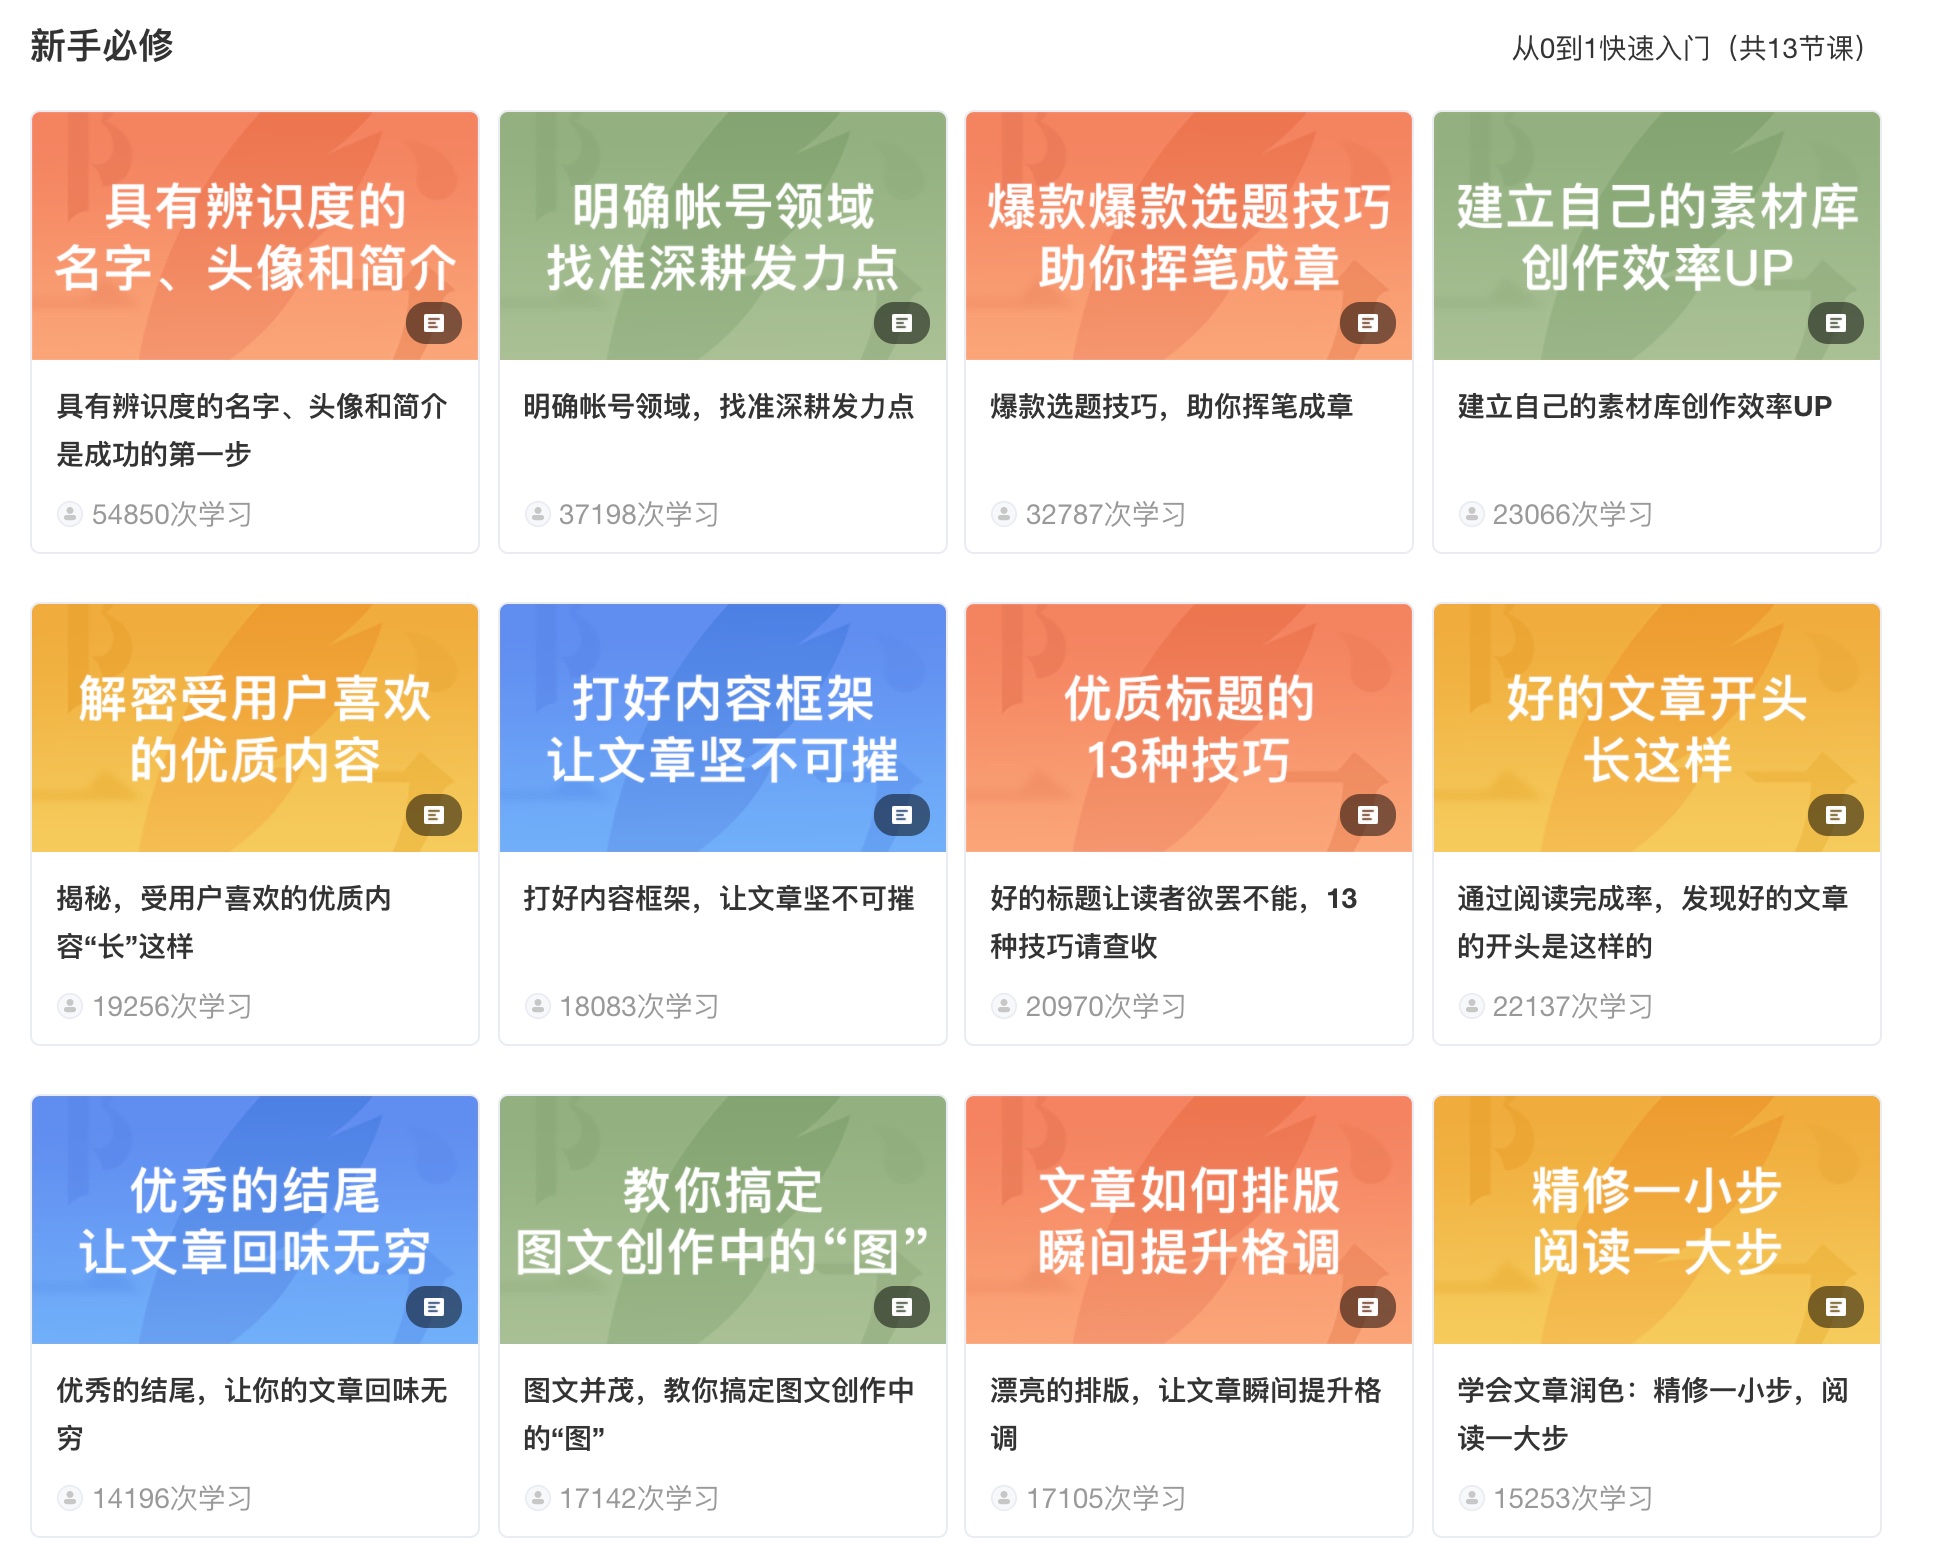 新手必修
从0到1快速入门（共13节课）
具有辨识度的
名字、头像和简介
具有辨识度的名字、头像和简介
是成功的第一步
54850次学习
明确帐号领域
找准深耕发力点
明确帐号领域，找准深耕发力点
37198次学习
爆款爆款选题技巧
助你挥笔成章
爆款选题技巧，助你挥笔成章
32787次学习
建立自己的素材库
创作效率UP
建立自己的素材库创作效率UP
23066次学习
解密受用户喜欢
的优质内容
揭秘，受用户喜欢的优质内
容“长”这样
19256次学习
打好内容框架
让文章坚不可摧
打好内容框架，让文章坚不可摧
18083次学习
优质标题的
13种技巧
好的标题让读者欲罢不能，13
种技巧请查收
20970次学习
好的文章开头
长这样
通过阅读完成率，发现好的文章
的开头是这样的
22137次学习
优秀的结尾
让文章回味无穷
优秀的结尾，让你的文章回味无
穷
14196次学习
教你搞定
图文创作中的“图”
图文并茂，教你搞定图文创作中
的“图”
17142次学习
文章如何排版
瞬间提升格调
漂亮的排版，让文章瞬间提升格
调
17105次学习
精修一小步
阅读一大步
学会文章润色：精修一小步，阅
读一大步
15253次学习